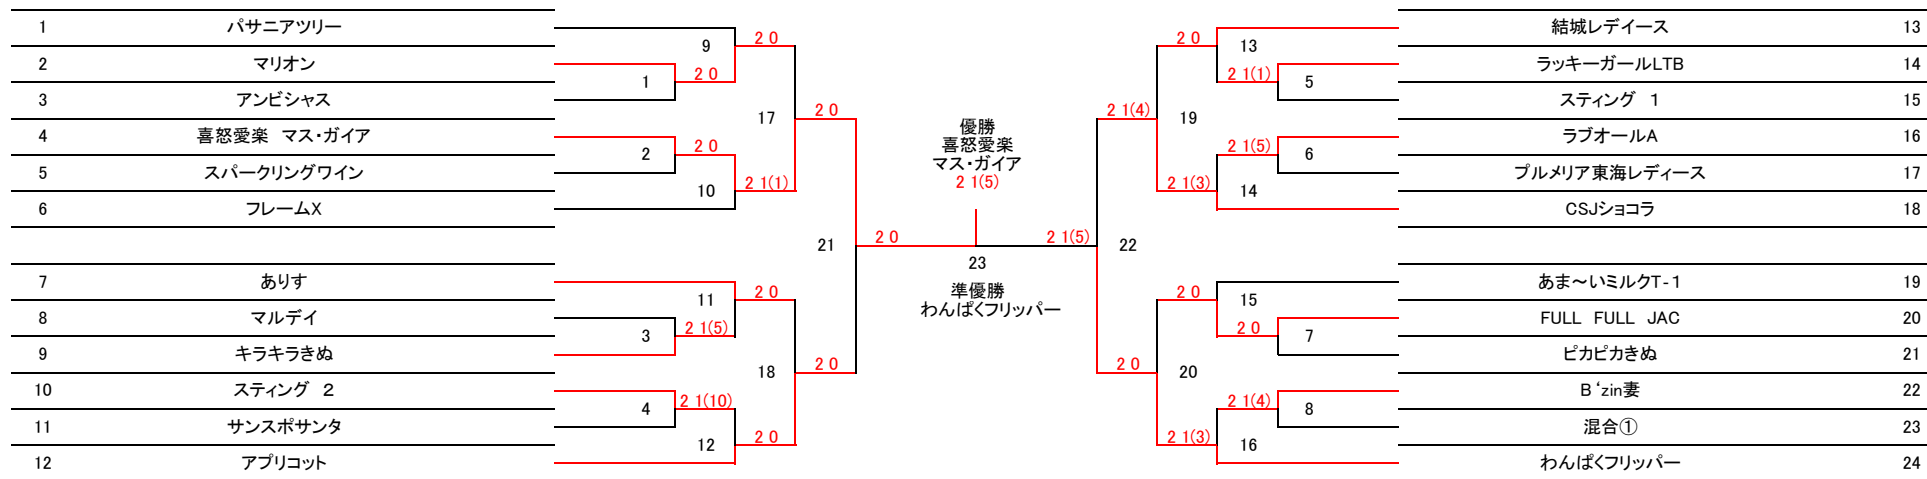 1 パサニアツリー
2 マリオン
3 アンビシャス
4 喜怒愛楽 マス・ガイア
5 スパークリングワイン
6 フレームX
7 ありす
8 マルデイ
9 キラキラきぬ
10 スティング 2
11 サンスポサンタ
12 アプリコット
9
2 0
1
2 0
17
2 0
2
2 0
10
2 1(1)
21
2 0
11
2 0
3
2 1(5)
18
2 0
4
2 1(10)
12
2 0
優勝
喜怒愛楽
マス・ガイア
2 1(5)
23
準優勝
わんぱくフリッパー
2 0
13
2 1(1)
5
2 1(4)
19
2 1(5)
6
2 1(3)
14
2 1(5)
22
2 0
15
2 0
7
2 0
20
2 1(4)
8
2 1(3)
16
結城レデイース 13
ラッキーガールLTB 14
スティング 1 15
ラブオールA 16
プルメリア東海レディース 17
CSJショコラ 18
あま～いミルクT-1 19
FULL FULL JAC 20
ピカピカきぬ 21
B‘zin妻 22
混合① 23
わんぱくフリッパー 24